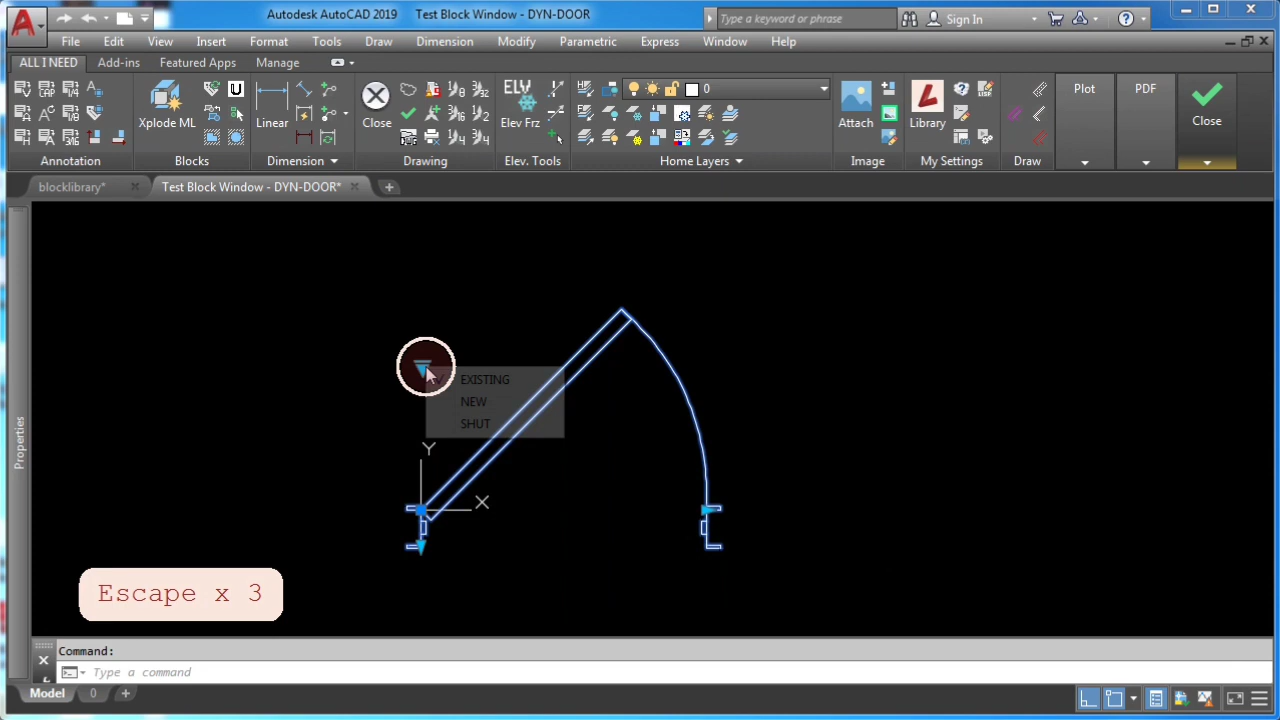 Autodesk AutoCAD 2019 Test Block Window - DYN-DOOR
Type a keyword or phrase
Sign In
File Edit View Insert Format Tools Draw Dimension Modify Parametric Express Window Help
ALL I NEED Add-ins Featured Apps Manage
Xplode ML
Linear
Close
ELV
Elev Frz
0
Attach
Library
Plot
PDF
Close
Annotation Blocks Dimension Drawing Elev. Tools Home Layers Image My Settings Draw
blocklibrary* Test Block Window - DYN-DOOR*
Properties
EXISTING
NEW
SHUT
Y
X
Escape x 3
Command:
Type a command
Model 0